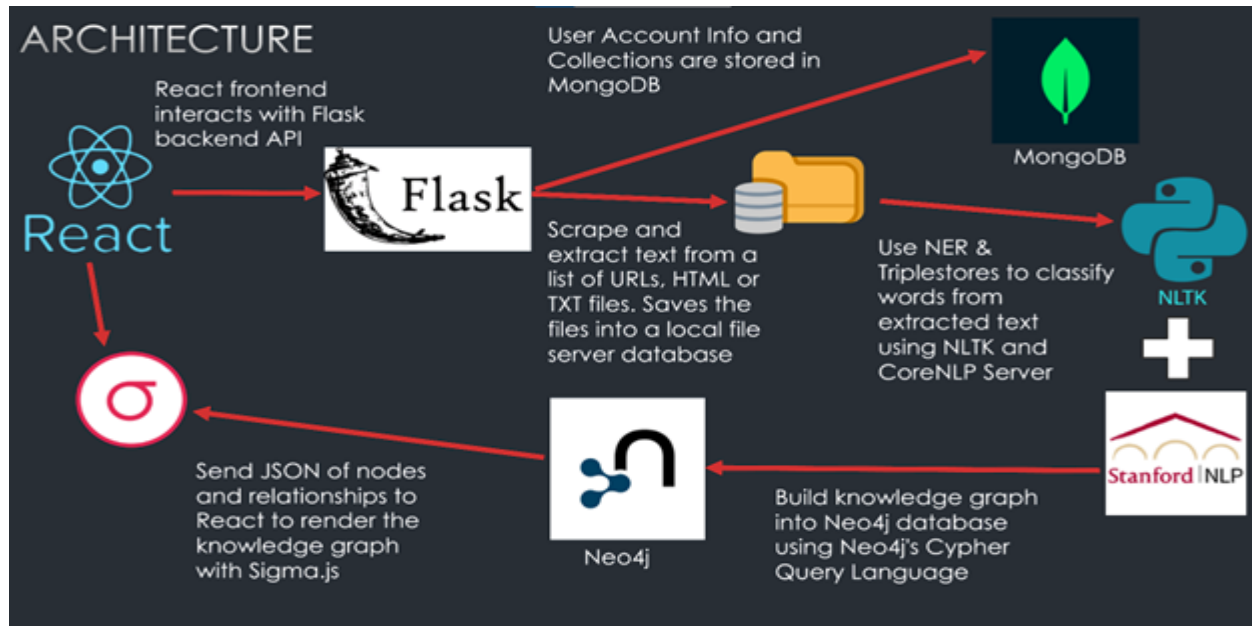 ARCHITECTURE
React frontend
interacts with Flask
backend API
React
Flask
User Account Info and
Collections are stored in
MongoDB
MongoDB
Scrape and
extract text from a
list of URLs, HTML or
TXT files. Saves the
files into a local file
server database
Use NER &
Triplestores to classify
words from
extracted text
using NLTK and
CoreNLP Server
NLTK
Stanford NLP
Build knowledge graph
into Neo4j database
using Neo4j's Cypher
Query Language
Neo4j
Send JSON of nodes
and relationships to
React to render the
knowledge graph
with Sigma.js
σ